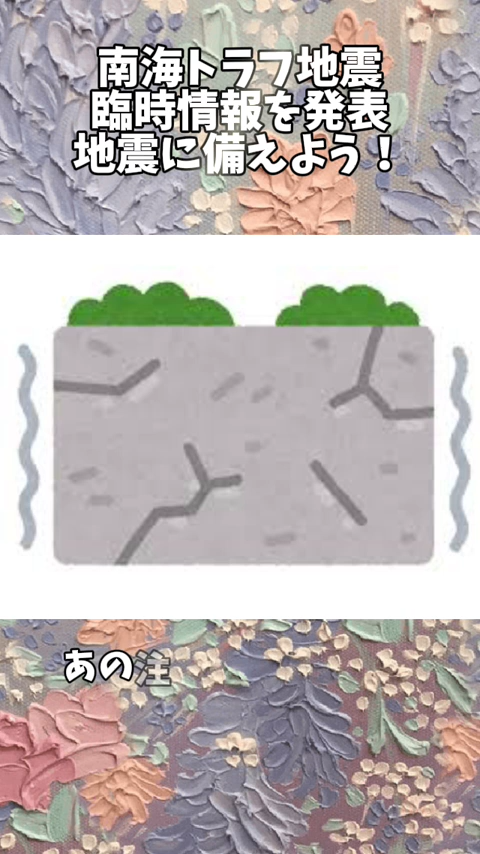 南海トラフ地震
臨時情報を発表
地震に備えよう！
あの注